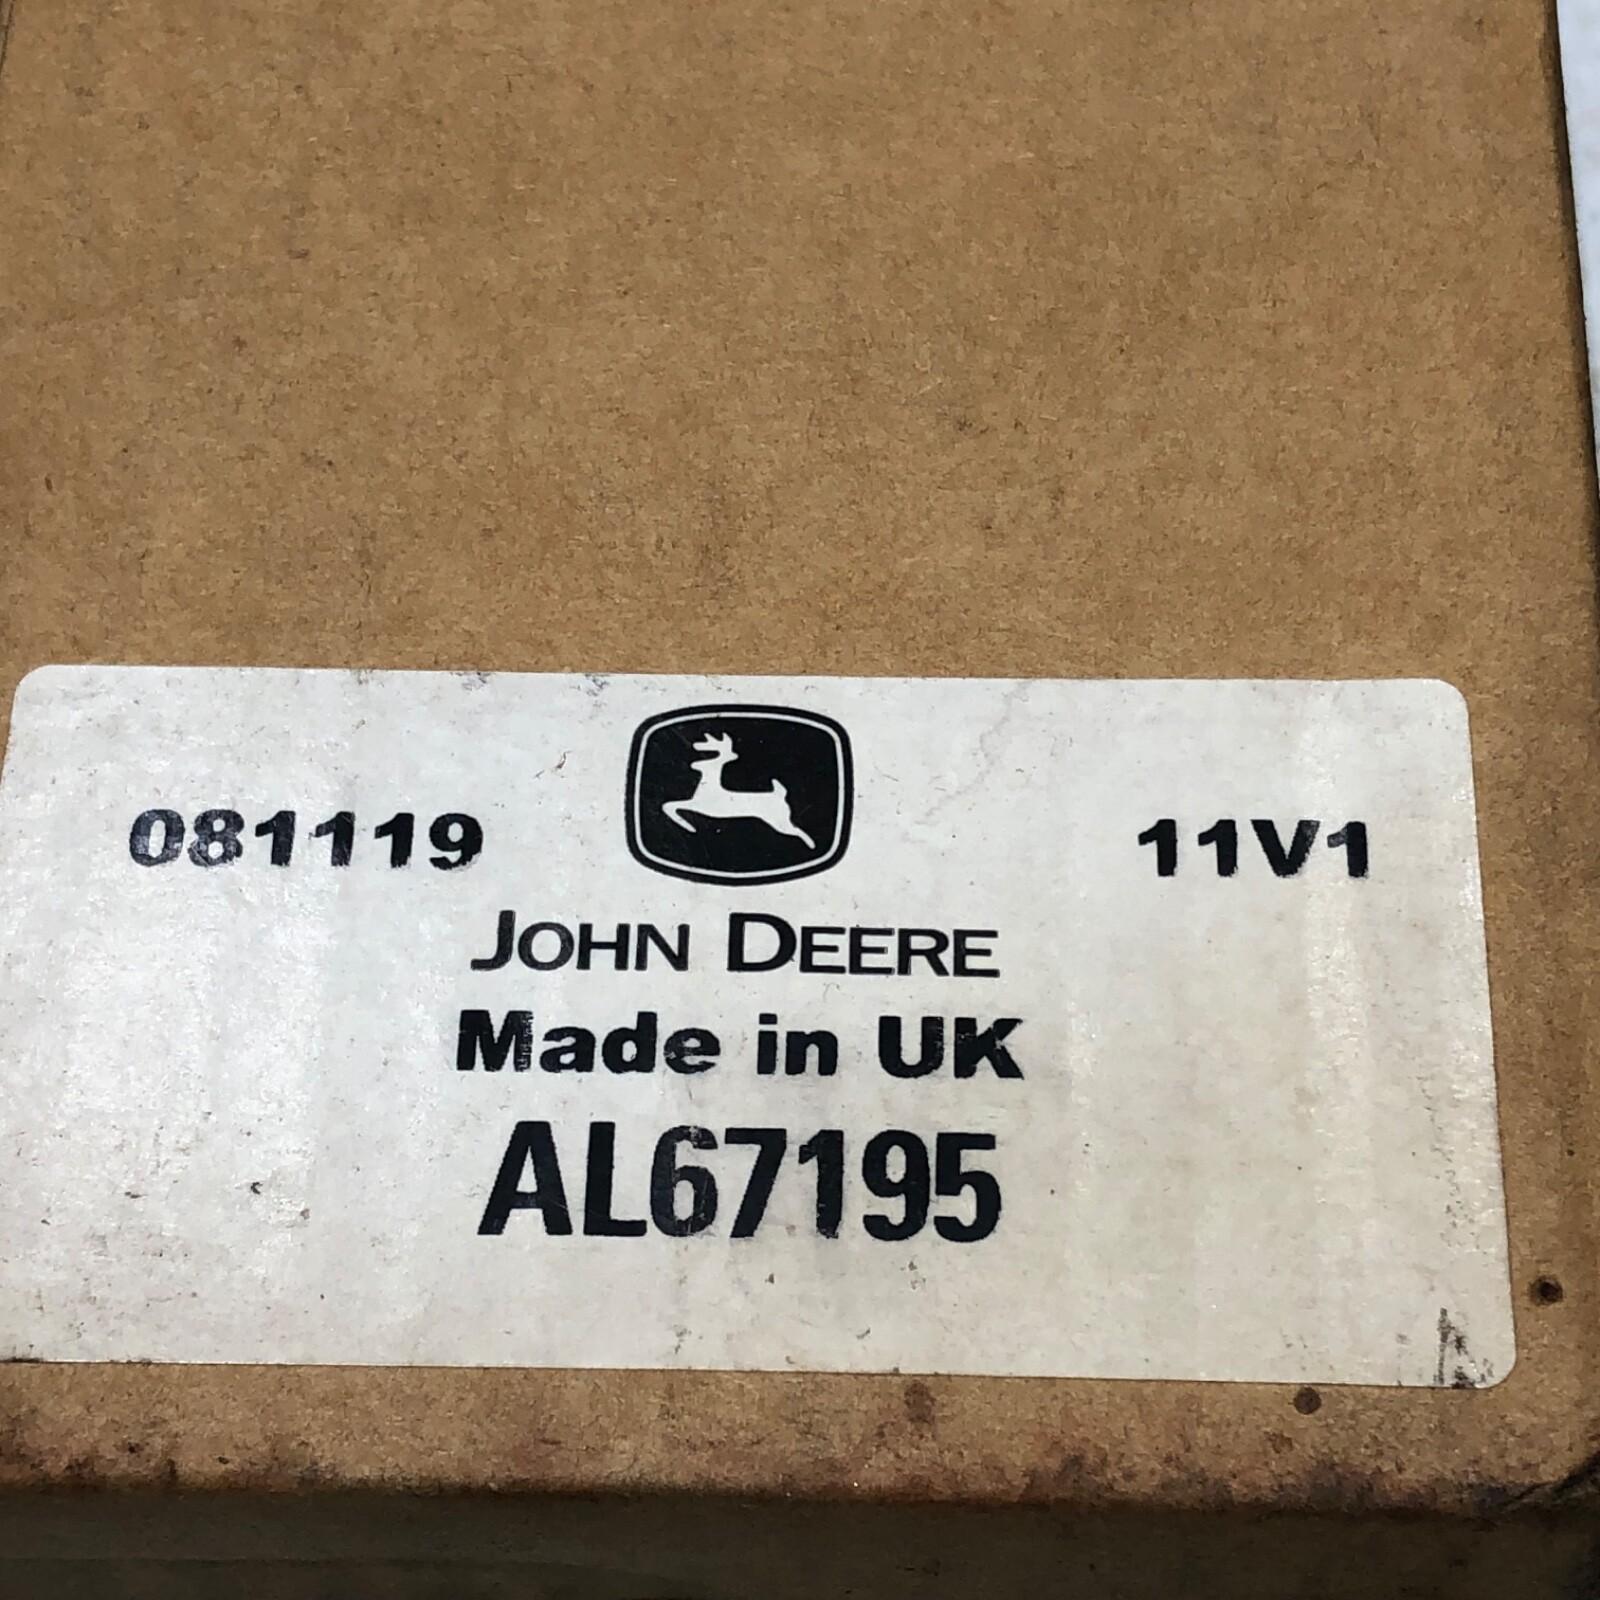 081119 11V1
JOHN DEERE
Made in UK
AL67195